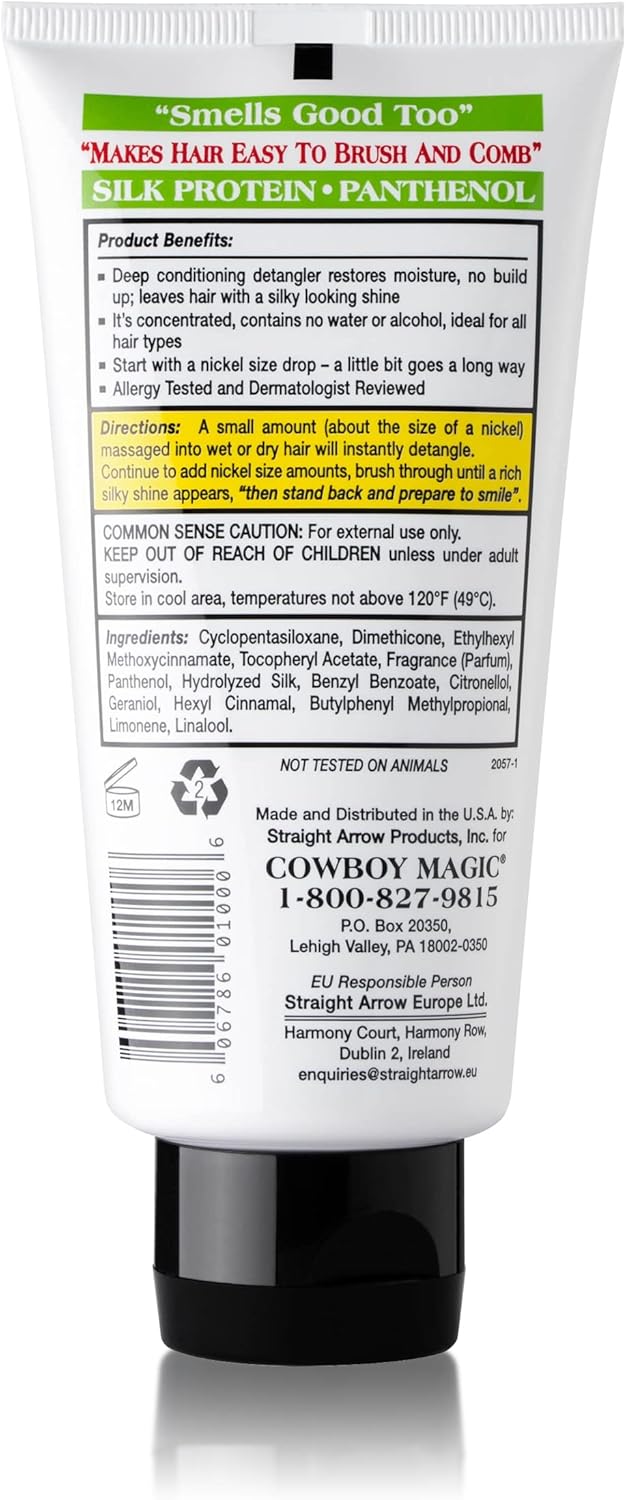 “Smells Good Too”
“MAKES HAIR EASY TO BRUSH AND COMB”
SILK PROTEIN • PANTHENOL
Product Benefits:
▪ Deep conditioning detangler restores moisture, no build
up; leaves hair with a silky looking shine
▪ It's concentrated, contains no water or alcohol, ideal for all
hair types
▪ Start with a nickel size drop – a little bit goes a long way
▪ Allergy Tested and Dermatologist Reviewed
Directions: A small amount (about the size of a nickel)
massaged into wet or dry hair will instantly detangle.
Continue to add nickel size amounts, brush through until a rich
silky shine appears, “then stand back and prepare to smile”.
COMMON SENSE CAUTION: For external use only.
KEEP OUT OF REACH OF CHILDREN unless under adult
supervision.
Store in cool area, temperatures not above 120°F (49°C).
Ingredients: Cyclopentasiloxane, Dimethicone, Ethylhexyl
Methoxycinnamate, Tocopheryl Acetate, Fragrance (Parfum),
Panthenol, Hydrolyzed Silk, Benzyl Benzoate, Citronellol,
Geraniol, Hexyl Cinnamal, Butylphenyl Methylpropional,
Limonene, Linalool.
NOT TESTED ON ANIMALS 2057-1
12M
2
Made and Distributed in the U.S.A. by:
Straight Arrow Products, Inc. for
COWBOY MAGIC®
1-800-827-9815
P.O. Box 20350,
Lehigh Valley, PA 18002-0350
EU Responsible Person
Straight Arrow Europe Ltd.
Harmony Court, Harmony Row,
Dublin 2, Ireland
enquiries@straightarrow.eu
6 06786 01000 6